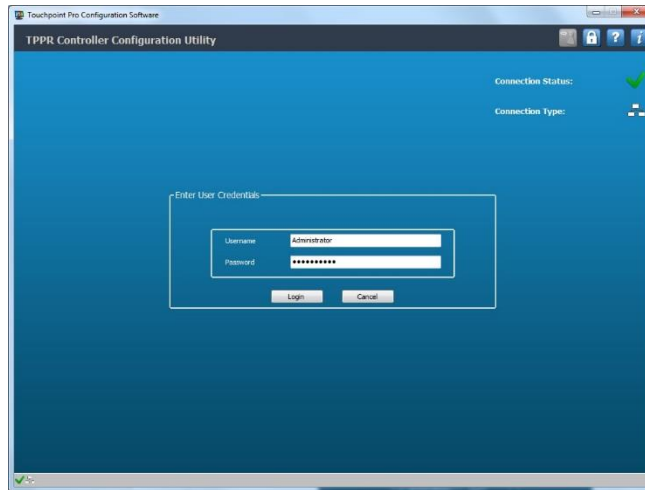 Touchpoint Pro Configuration Software
TPPR Controller Configuration Utility
Connection Status:
Connection Type:
Enter User Credentials
Username
Administrator
Password
••••••••••
Login
Cancel